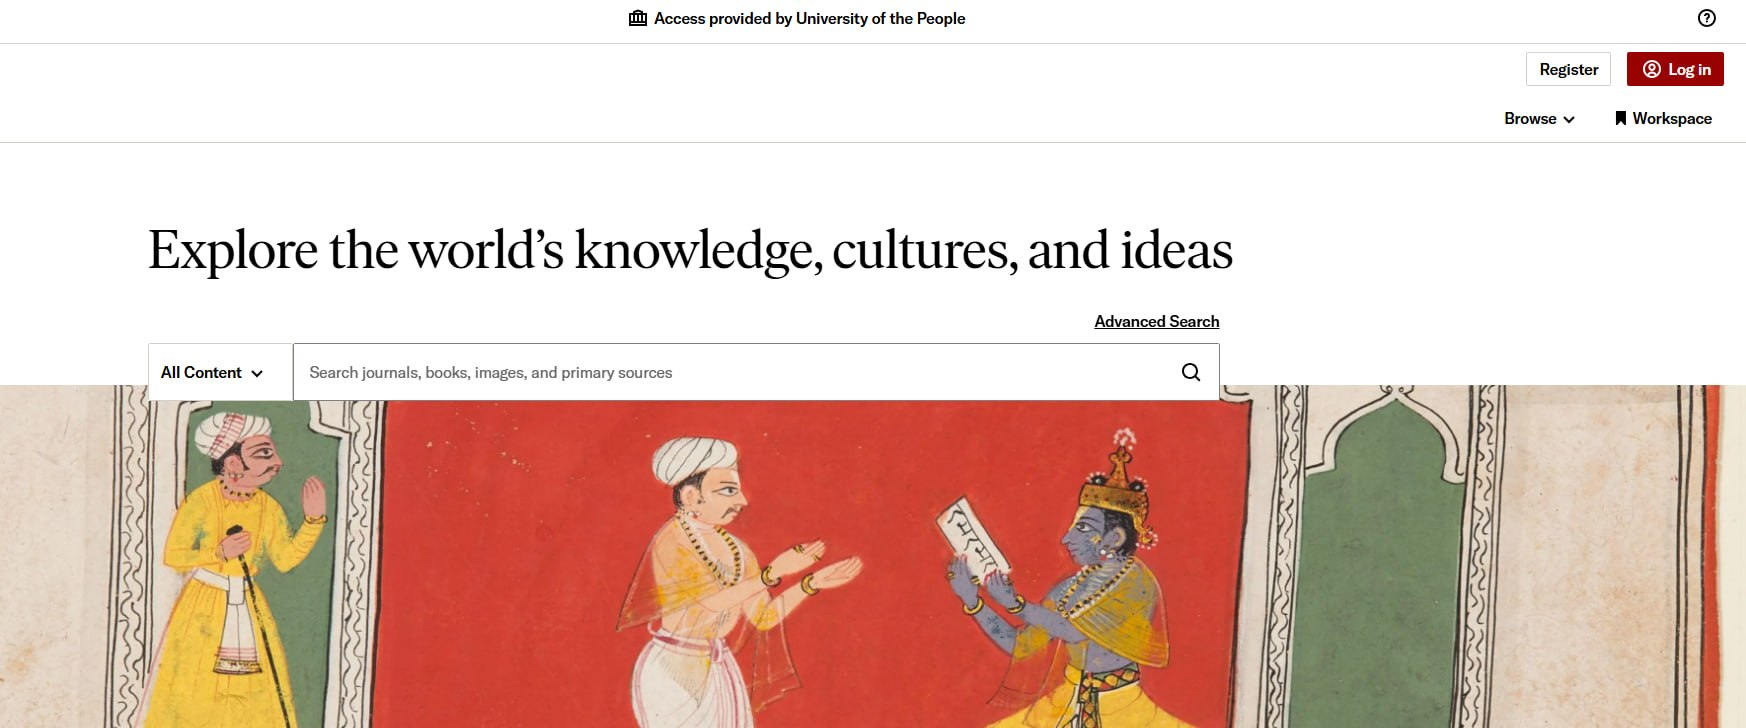 Access provided by University of the People
Register
Log in
Browse
Workspace
Explore the world’s knowledge, cultures, and ideas
Advanced Search
All Content
Search journals, books, images, and primary sources